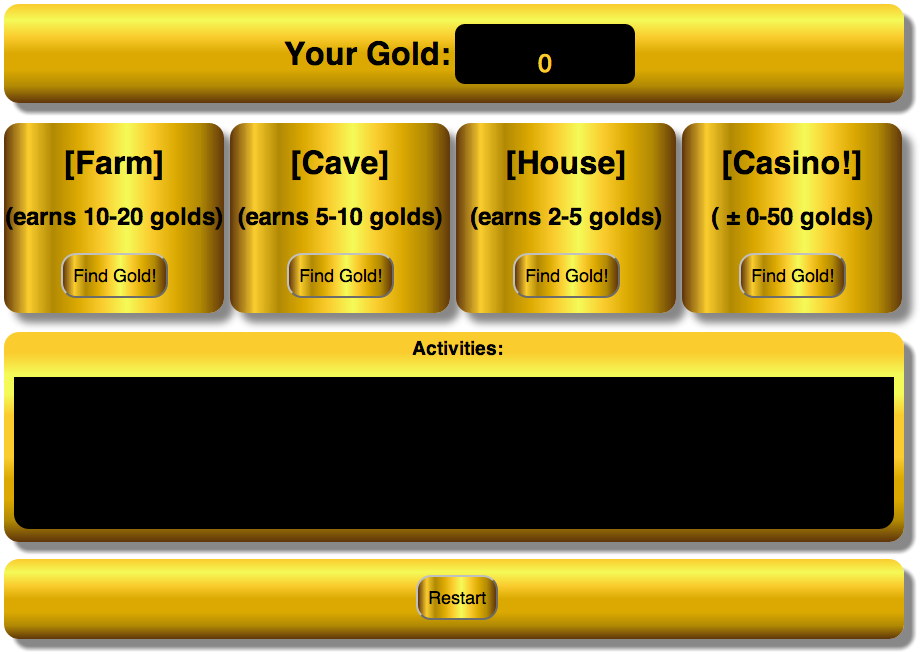 Your Gold: 0
[Farm] [Cave] [House] [Casino!]
(earns 10-20 golds) (earns 5-10 golds) (earns 2-5 golds) ( ± 0-50 golds)
Find Gold! Find Gold! Find Gold! Find Gold!
Activities:
Restart